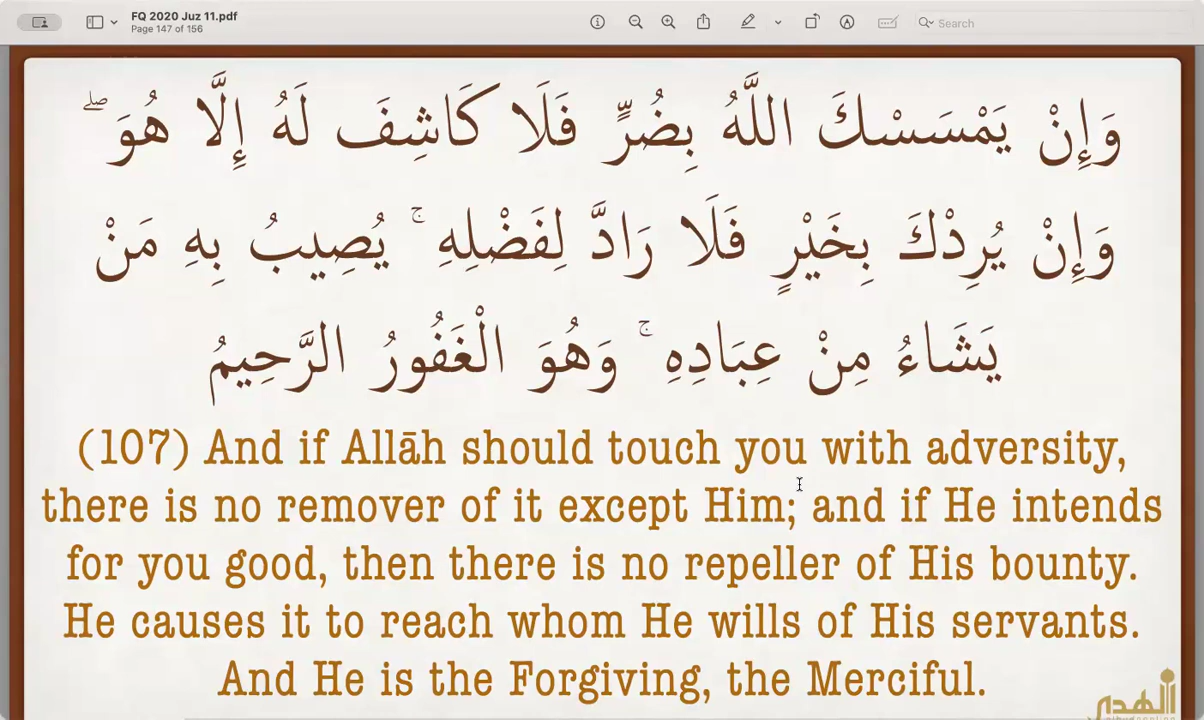 FQ 2020 Juz 11.pdf
Page 147 of 156
Search
وَإِنْ يَمْسَسْكَ اللَّهُ بِضُرٍّ فَلَا كَاشِفَ لَهُ إِلَّا هُوَ ۖ
وَإِنْ يُرِدْكَ بِخَيْرٍ فَلَا رَادَّ لِفَضْلِهِ ۚ يُصِيبُ بِهِ مَنْ
يَشَاءُ مِنْ عِبَادِهِ ۚ وَهُوَ الْغَفُورُ الرَّحِيمُ
(107) And if Allāh should touch you with adversity,
there is no remover of it except Him; and if He intends
for you good, then there is no repeller of His bounty.
He causes it to reach whom He wills of His servants.
And He is the Forgiving, the Merciful.
الهدى